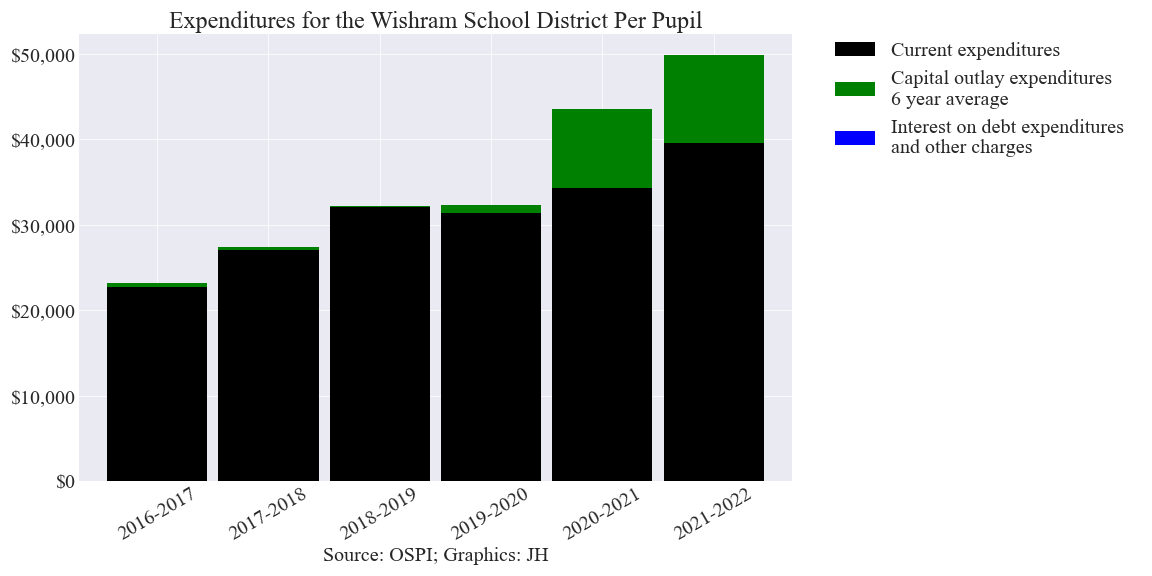 Expenditures for the Wishram School District Per Pupil
$50,000
$40,000
$30,000
$20,000
$10,000
$0
2016-2017
2017-2018
2018-2019
2019-2020
2020-2021
2021-2022
Source: OSPI; Graphics: JH
Current expenditures
Capital outlay expenditures
6 year average
Interest on debt expenditures
and other charges